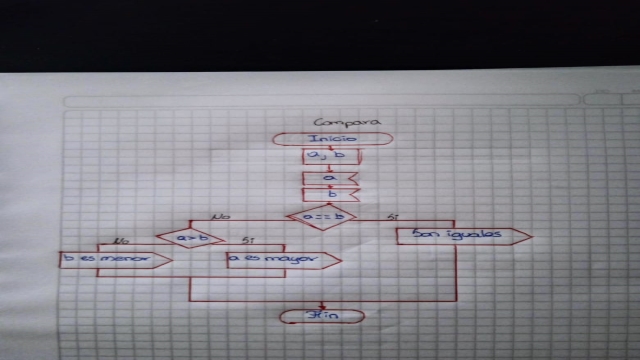 Compara
Inicio
a, b
a
b
a == b
No
Si
a > b
Son iguales
No
Si
b es menor
a es mayor
Fin